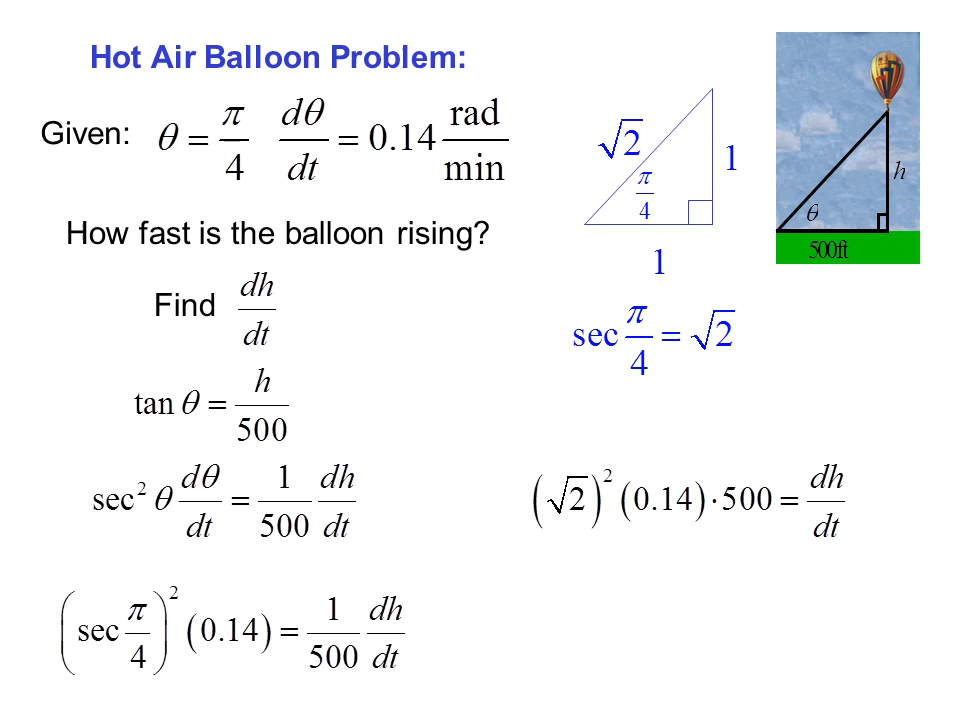 Hot Air Balloon Problem:
Given: θ = π/4 dθ/dt = 0.14 rad/min
How fast is the balloon rising?
Find dh/dt
tan θ = h/500
sec² θ dθ/dt = 1/500 dh/dt
(sec π/4)² (0.14) = 1/500 dh/dt
√2
π/4
1
1
sec π/4 = √2
(√2)² (0.14) · 500 = dh/dt
h
θ
500ft